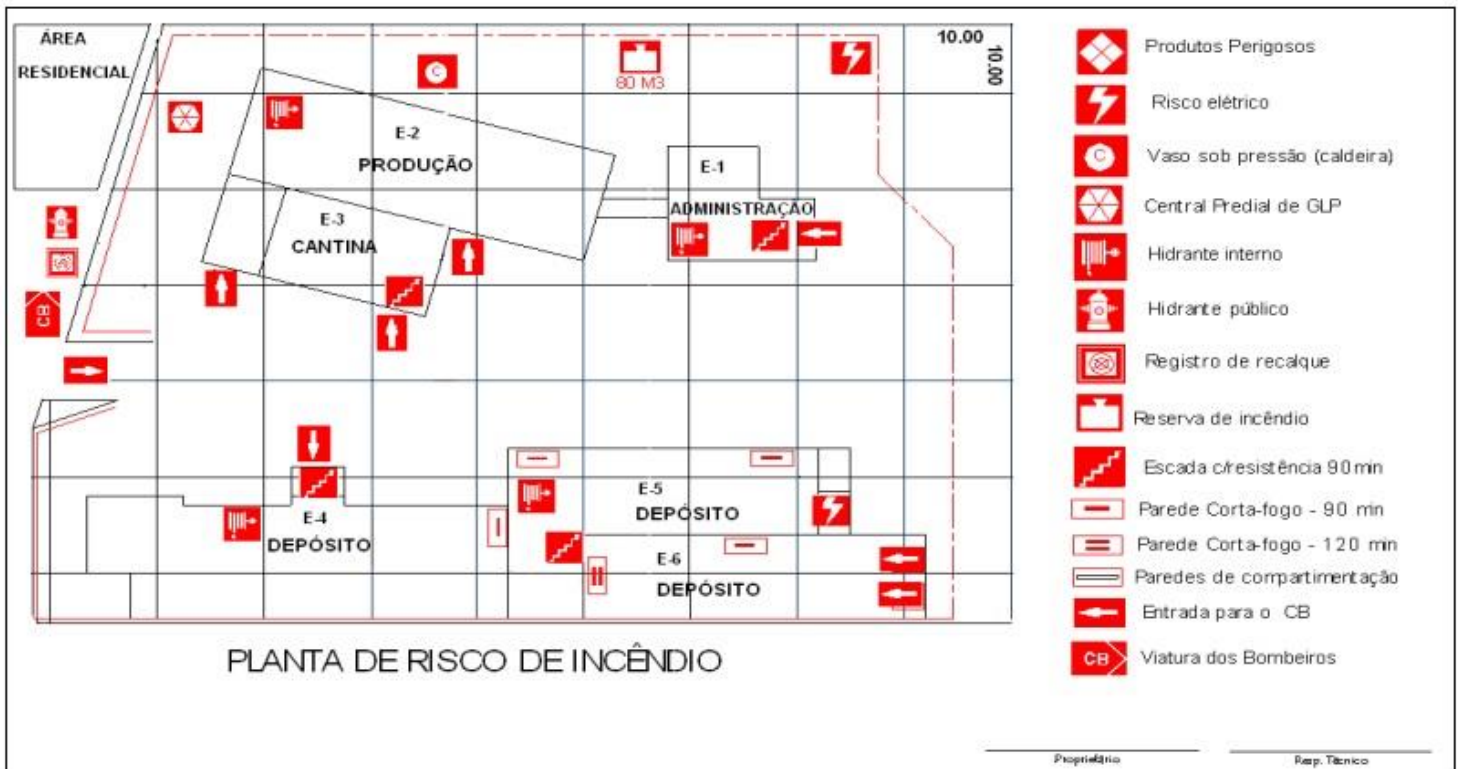 ÁREA
RESIDENCIAL
10.00
10.00
C
80 M3
E-2
PRODUÇÃO
E-1
ADMINISTRAÇÃO
E-3
CANTINA
CB
E-4
DEPÓSITO
E-5
DEPÓSITO
E-6
DEPÓSITO
PLANTA DE RISCO DE INCÊNDIO
Produtos Perigosos
Risco elétrico
C
Vaso sob pressão (caldeira)
Central Predial de GLP
Hidrante interno
Hidrante público
Registro de recalque
Reserva de incêndio
Escada c/resistência 90min
Parede Corta-fogo - 90 min
Parede Corta-fogo - 120 min
Paredes de compartimentação
Entrada para o CB
CB
Viatura dos Bombeiros
Proprietário
Resp. Técnico